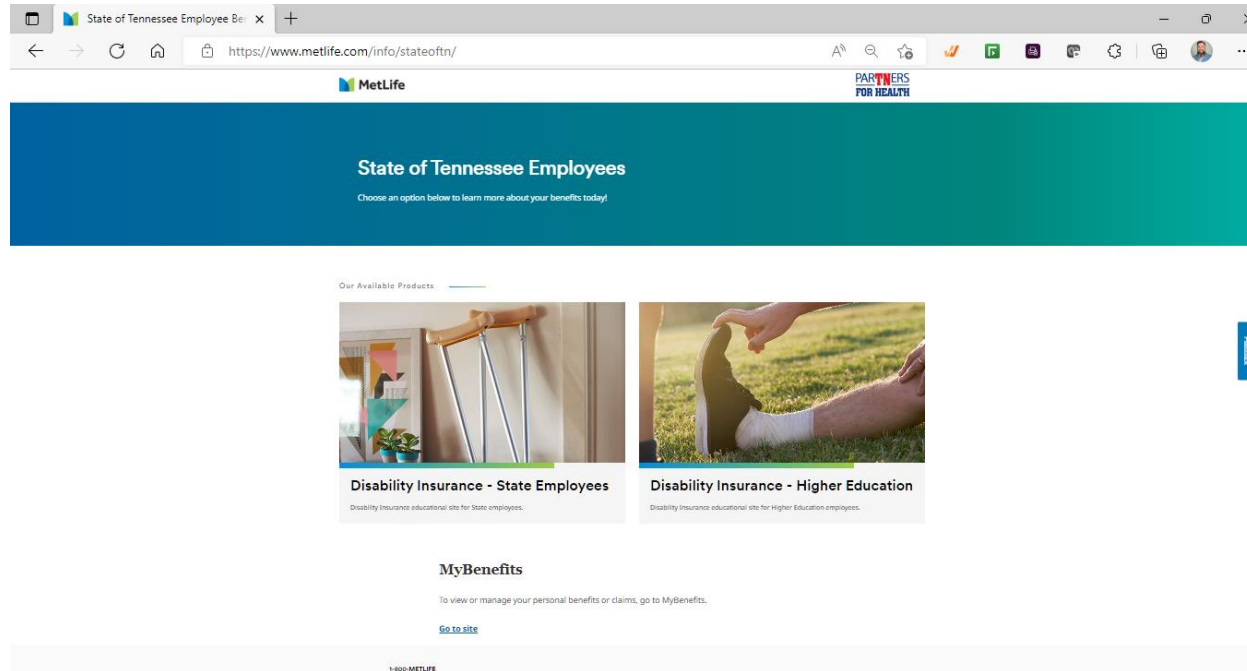 State of Tennessee Employee Be
https://www.metlife.com/info/stateoftn/
MetLife
PARTNERS
FOR HEALTH
State of Tennessee Employees
Choose an option below to learn more about your benefits today!
Our Available Products
Disability Insurance - State Employees
Disability Insurance educational site for State employees.
Disability Insurance - Higher Education
Disability Insurance educational site for Higher Education employees.
MyBenefits
To view or manage your personal benefits or claims, go to MyBenefits.
Go to site
1-800-METLIFE